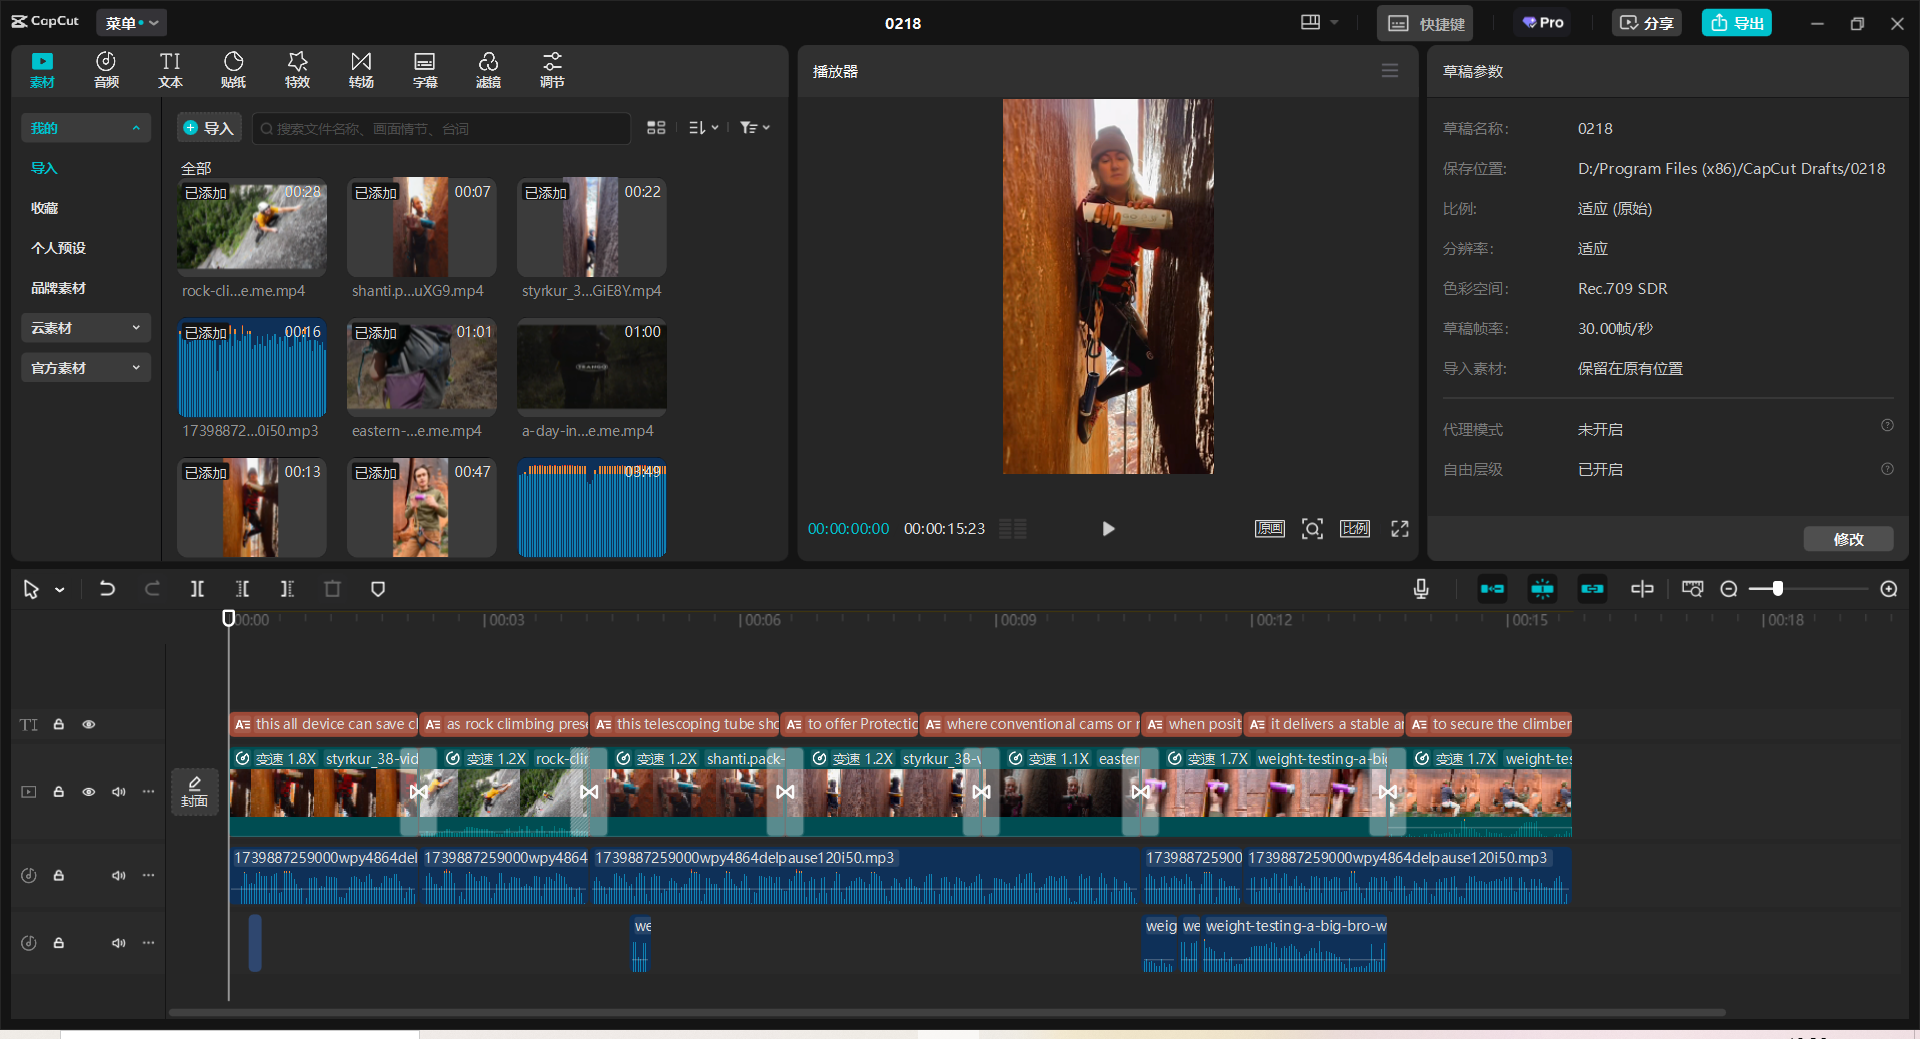 CapCut
菜单
0218
快捷键
Pro
分享
导出
素材
音频
文本
贴纸
特效
转场
字幕
滤镜
调节
播放器
草稿参数
我的
导入
收藏
个人预设
品牌素材
云素材
官方素材
导入
搜索文件名称、画面情节、台词
全部
已添加 00:28
已添加 00:07
已添加 00:22
rock-cli...e.me.mp4
shanti.p...uXG9.mp4
styrkur_3...GiE8Y.mp4
已添加 00:16
已添加 01:01
01:00
TRANGO
17398872...0i50.mp3
eastern-...e.me.mp4
a-day-in...e.me.mp4
已添加 00:13
已添加 00:47
03:49
00:00:00:00 00:00:15:23
原画
比例
草稿名称: 0218
保存位置: D:/Program Files (x86)/CapCut Drafts/0218
比例: 适应 (原始)
分辨率: 适应
色彩空间: Rec.709 SDR
草稿帧率: 30.00帧/秒
导入素材: 保留在原有位置
代理模式 未开启
自由层级 已开启
修改
00:00 00:03 00:06 00:09 00:12 00:15 00:18
TI
this all device can save cl
as rock climbing prese
this telescoping tube sho
to offer Protectio
where conventional cams or r
when posit
it delivers a stable an
to secure the climber
封面
变速 1.8X styrkur_38-vid
变速 1.2X rock-clin
变速 1.2X shanti.pack-
变速 1.2X styrkur_38-v
变速 1.1X easter
变速 1.7X weight-testing-a-big
变速 1.7X weight-tes
1739887259000wpy4864del
1739887259000wpy4864
1739887259000wpy4864delpause120i50.mp3
173988725900
1739887259000wpy4864delpause120i50.mp3
we
weig
we
weight-testing-a-big-bro-w